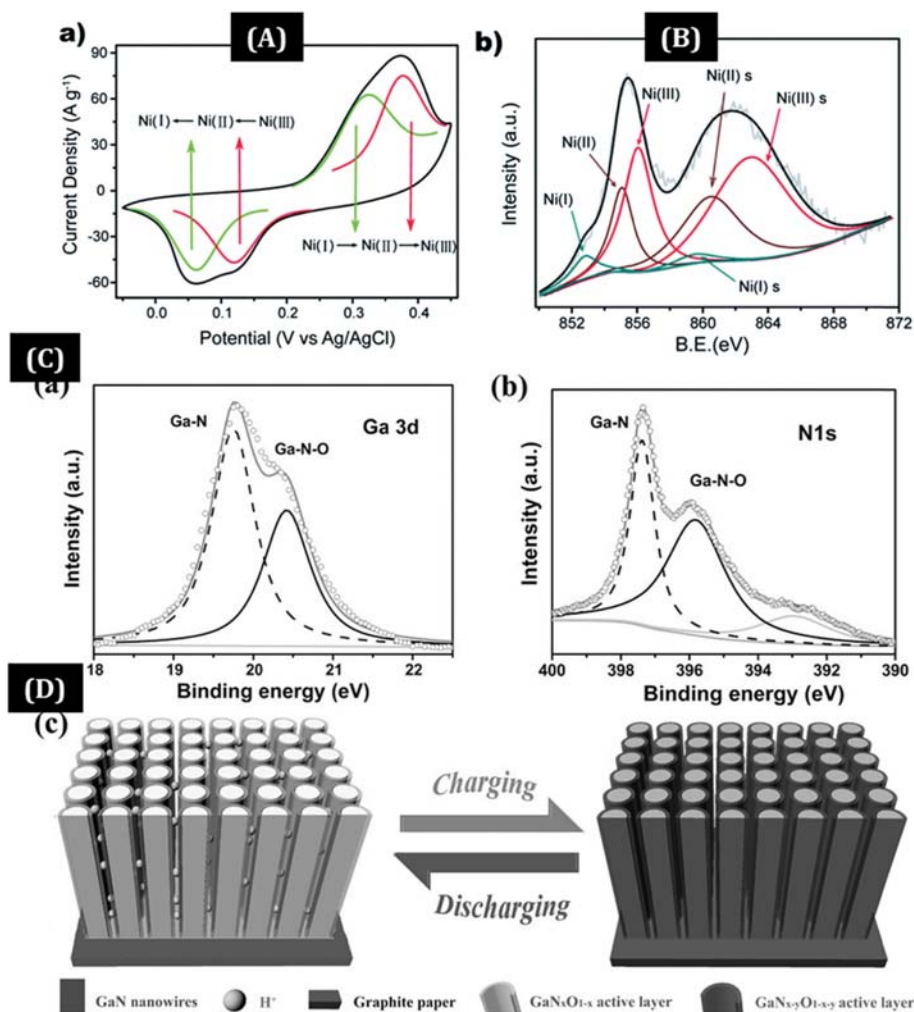 a)
(A)
90
60
30
0
-30
-60
0.0 0.1 0.2 0.3 0.4
Current Density (A g⁻¹)
Potential (V vs Ag/AgCl)
Ni(I) ← Ni(II) ← Ni(III)
Ni(I) → Ni(II) → Ni(III)
b)
(B)
Intensity (a.u.)
Ni(II) s
Ni(III)
Ni(III) s
Ni(II)
Ni(I)
Ni(I) s
852 856 860 864 868 872
B.E.(eV)
(C)
(a)
Ga-N
Ga 3d
Ga-N-O
Intensity (a.u.)
18 19 20 21 22
Binding energy (eV)
(b)
Ga-N
N1s
Ga-N-O
Intensity (a.u.)
400 398 396 394 392 390
Binding energy (eV)
(D)
(c)
Charging
Discharging
GaN nanowires
H⁺
Graphite paper
GaNₓO₁₋ₓ active layer
GaNₓ₋yO₁₋ₓ₋y active layer